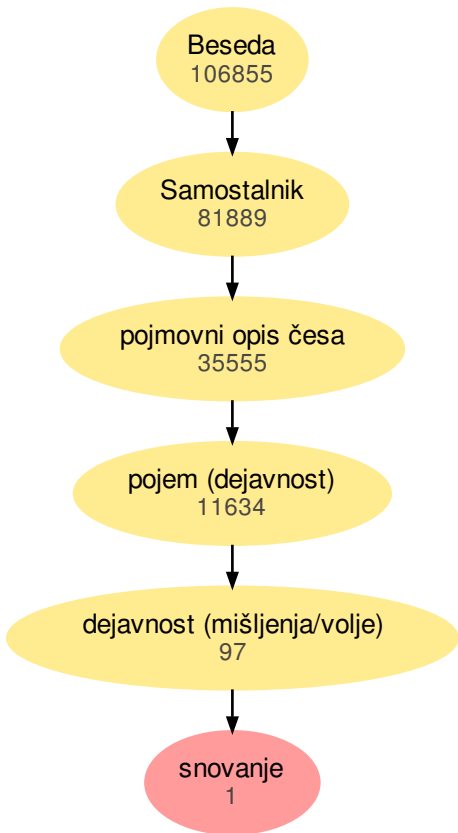 Beseda
106855
Samostalnik
81889
pojmovni opis česa
35555
pojem (dejavnost)
11634
dejavnost (mišljenja/volje)
97
snovanje
1